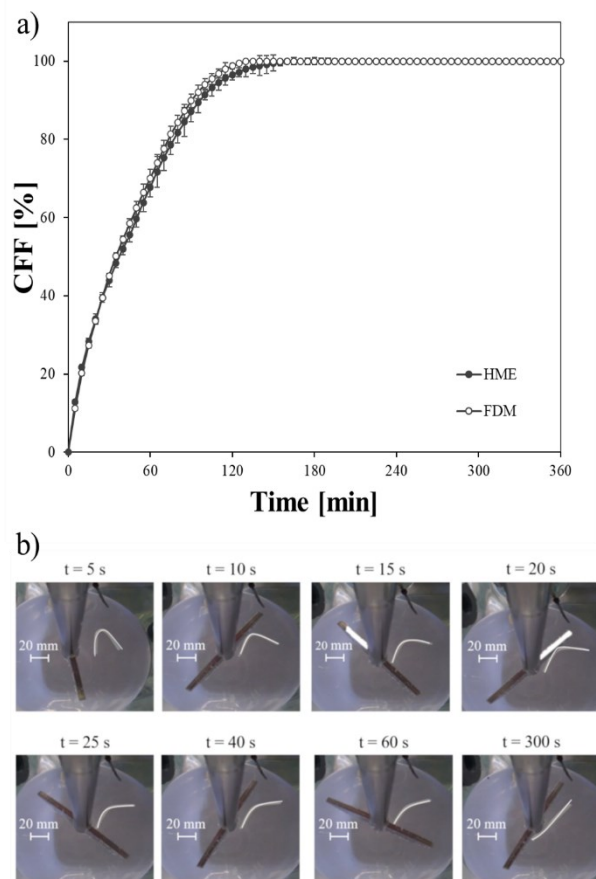 a)
100
80
60
40
20
0
CFF [%]
HME
FDM
0 60 120 180 240 300 360
Time [min]
b)
t = 5 s t = 10 s t = 15 s t = 20 s
20 mm 20 mm 20 mm 20 mm
t = 25 s t = 40 s t = 60 s t = 300 s
20 mm 20 mm 20 mm 20 mm